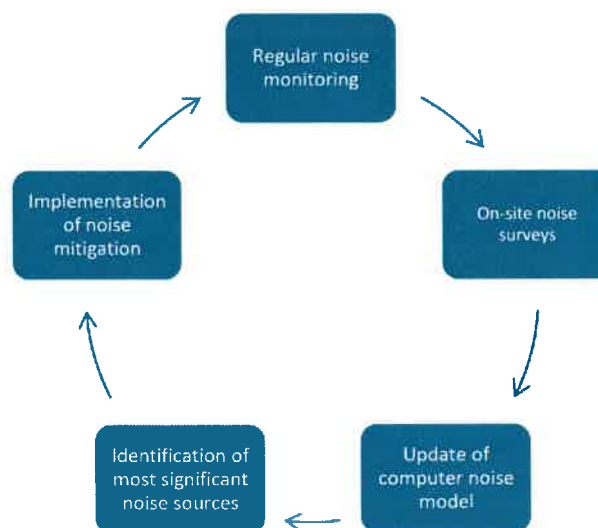 Regular noise
monitoring
On-site noise
surveys
Update of
computer noise
model
Identification of
most significant
noise sources
Implementation
of noise
mitigation